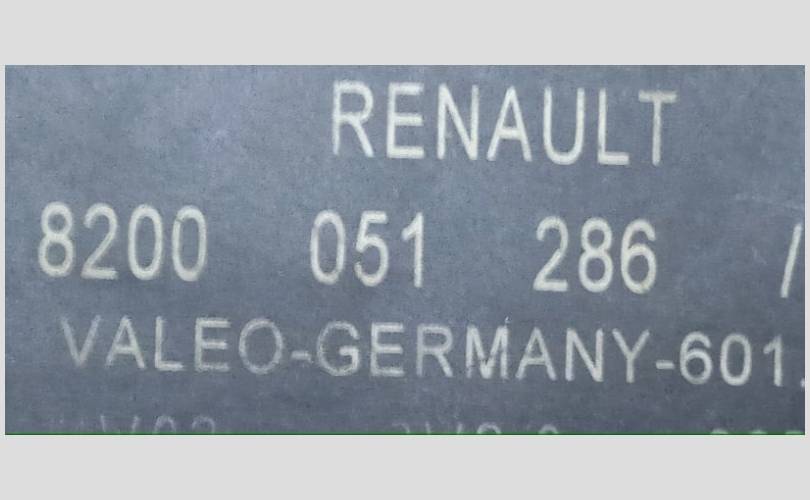 RENAULT
8200 051 286 /
VALEO-GERMANY-601.